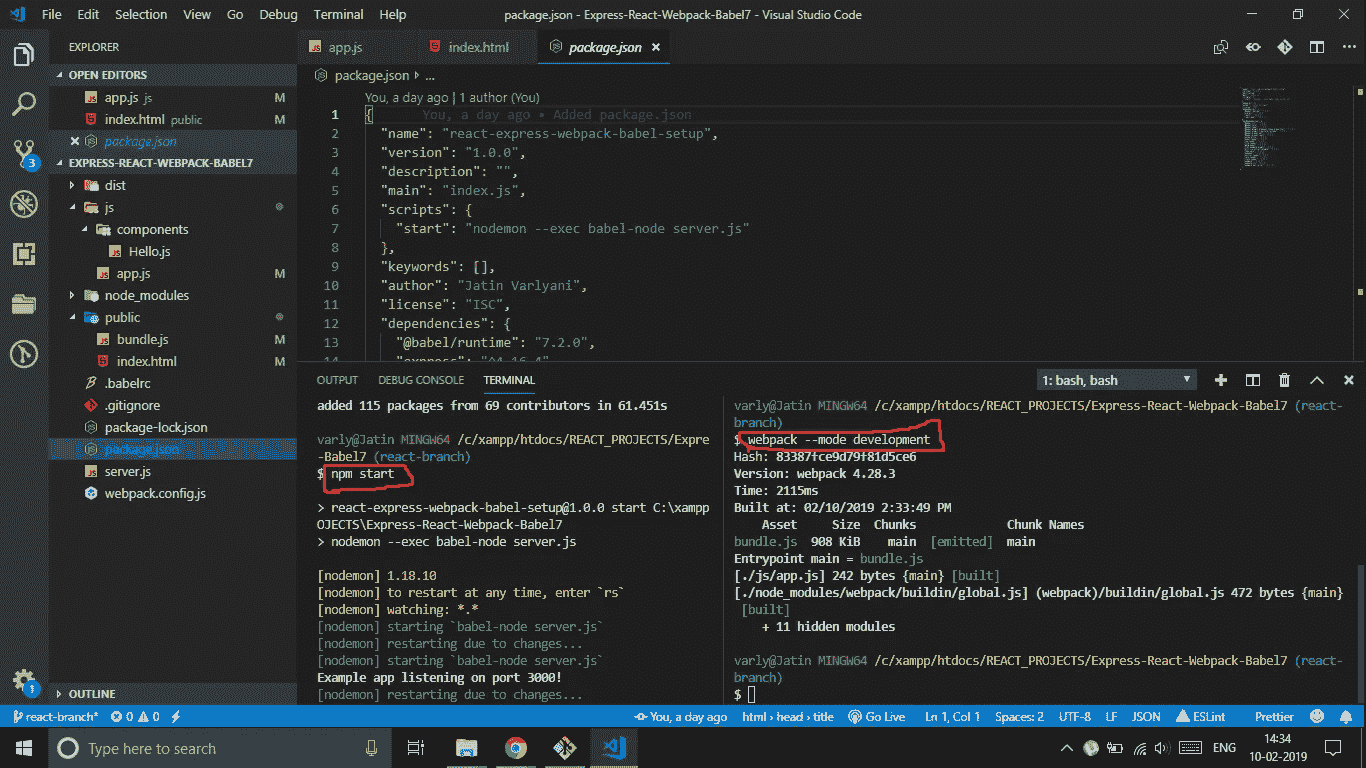 File Edit Selection View Go Debug Terminal Help package.json - Express-React-Webpack-Babel7 - Visual Studio Code
EXPLORER
OPEN EDITORS
app.js js M
index.html public M
package.json
EXPRESS-REACT-WEBPACK-BABEL7
dist
js
components
Hello.js
app.js M
node_modules
public
bundle.js M
index.html M
.babelrc
.gitignore
package-lock.json
package.json
server.js
webpack.config.js
OUTLINE
3
1
app.js index.html package.json
package.json ...
You, a day ago | 1 author (You)
1 { You, a day ago • Added package.json
2 "name": "react-express-webpack-babel-setup",
3 "version": "1.0.0",
4 "description": "",
5 "main": "index.js",
6 "scripts": {
7 "start": "nodemon --exec babel-node server.js"
8 },
9 "keywords": [],
10 "author": "Jatin Varlyani",
11 "license": "ISC",
12 "dependencies": {
13 "@babel/runtime": "7.2.0",
14 "express": "^4.16.4"
OUTPUT DEBUG CONSOLE TERMINAL 1: bash, bash
added 115 packages from 69 contributors in 61.451s
varly@Jatin MINGW64 /c/xampp/htdocs/REACT_PROJECTS/Expre
-Babel7 (react-branch)
$ npm start
> react-express-webpack-babel-setup@1.0.0 start C:\xampp
OJECTS\Express-React-Webpack-Babel7
> nodemon --exec babel-node server.js
[nodemon] 1.18.10
[nodemon] to restart at any time, enter `rs`
[nodemon] watching: *.*
[nodemon] starting `babel-node server.js`
[nodemon] restarting due to changes...
[nodemon] starting `babel-node server.js`
Example app listening on port 3000!
[nodemon] restarting due to changes...
varly@Jatin MINGW64 /c/xampp/htdocs/REACT_PROJECTS/Express-React-Webpack-Babel7 (react-
branch)
$ webpack --mode development
Hash: 83387fce9d79f81d5ce6
Version: webpack 4.28.3
Time: 2115ms
Built at: 02/10/2019 2:33:49 PM
Asset Size Chunks Chunk Names
bundle.js 908 KiB main [emitted] main
Entrypoint main = bundle.js
[./js/app.js] 242 bytes {main} [built]
[./node_modules/webpack/buildin/global.js] (webpack)/buildin/global.js 472 bytes {main}
[built]
+ 11 hidden modules
varly@Jatin MINGW64 /c/xampp/htdocs/REACT_PROJECTS/Express-React-Webpack-Babel7 (react-
branch)
$
react-branch* 0 0 You, a day ago html › head › title Go Live Ln 1, Col 1 Spaces: 2 UTF-8 LF JSON ESLint Prettier
Type here to search ENG 14:34
10-02-2019